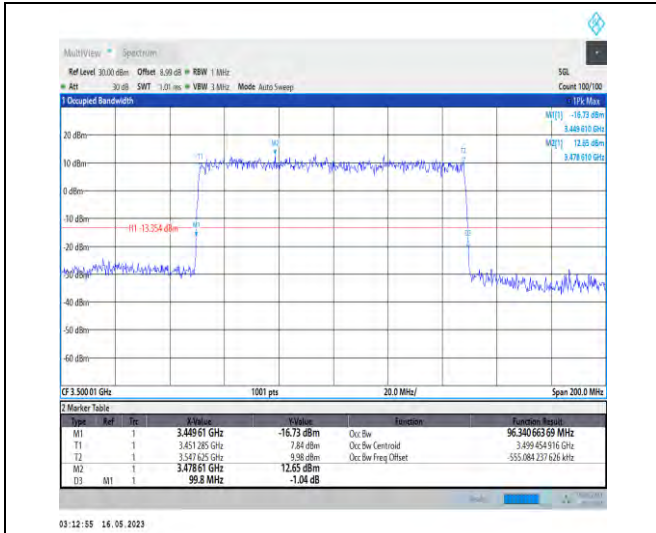 MultiView Spectrum
Ref Level 30.00 dBm Offset 8.99 dB RBW 1 MHz SGL
Att 30 dB SWT 1.01 ms VBW 3 MHz Mode Auto Sweep Count 100/100
1 Occupied Bandwidth 1Pk Max
M1[1] -16.73 dBm
3.449 610 GHz
M2[1] 12.65 dBm
3.478 610 GHz
20 dBm
M2
T1
10 dBm
0 dBm
-10 dBm
H1 -13.354 dBm
M1
-20 dBm
-30 dBm
-40 dBm
-50 dBm
-60 dBm
CF 3.500 01 GHz 1001 pts 20.0 MHz/ Span 200.0 MHz
2 Marker Table
Type Ref Trc X-Value Y-Value Function Function Result
M1 1 3.449 61 GHz -16.73 dBm Occ Bw 96.340 663 69 MHz
T1 1 3.451 285 GHz 7.84 dBm Occ Bw Centroid 3.499 454 916 GHz
T2 1 3.547 625 GHz 9.98 dBm Occ Bw Freq Offset -555.084 237 626 kHz
M2 1 3.478 61 GHz 12.65 dBm
D3 M1 1 99.8 MHz -1.04 dB
03:12:55 16.05.2023